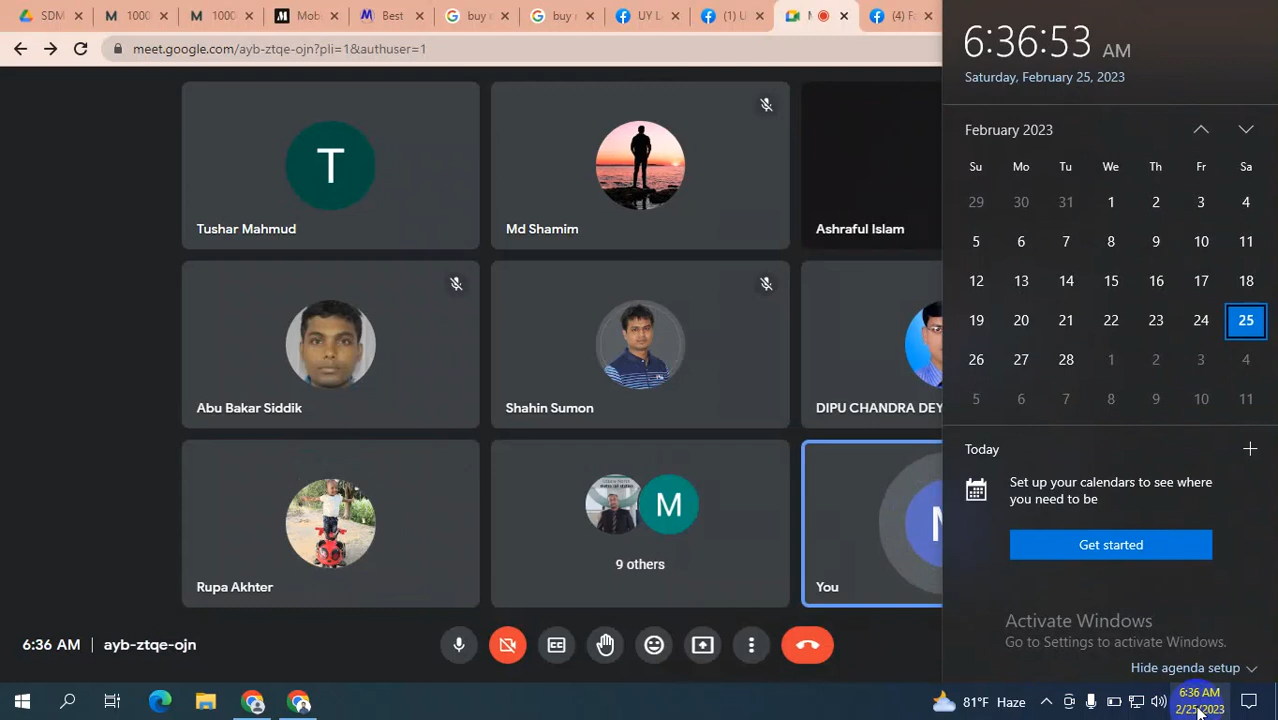 SDM
1000
1000
Mob
Best
buy
buy
UY L
(1) U
(4) Fa
meet.google.com/ayb-ztqe-ojn?pli=1&authuser=1
6:36:53 AM
Saturday, February 25, 2023
February 2023
Su Mo Tu We Th Fr Sa
29 30 31 1 2 3 4
5 6 7 8 9 10 11
12 13 14 15 16 17 18
19 20 21 22 23 24 25
26 27 28 1 2 3 4
5 6 7 8 9 10 11
T
Tushar Mahmud
Md Shamim
Ashraful Islam
Abu Bakar Siddik
Shahin Sumon
DIPU CHANDRA DEY
Rupa Akhter
M
9 others
You
Today
Set up your calendars to see where
you need to be
Get started
Activate Windows
Go to Settings to activate Windows.
Hide agenda setup
6:36 AM | ayb-ztqe-ojn
81°F Haze
6:36 AM
2/25/2023